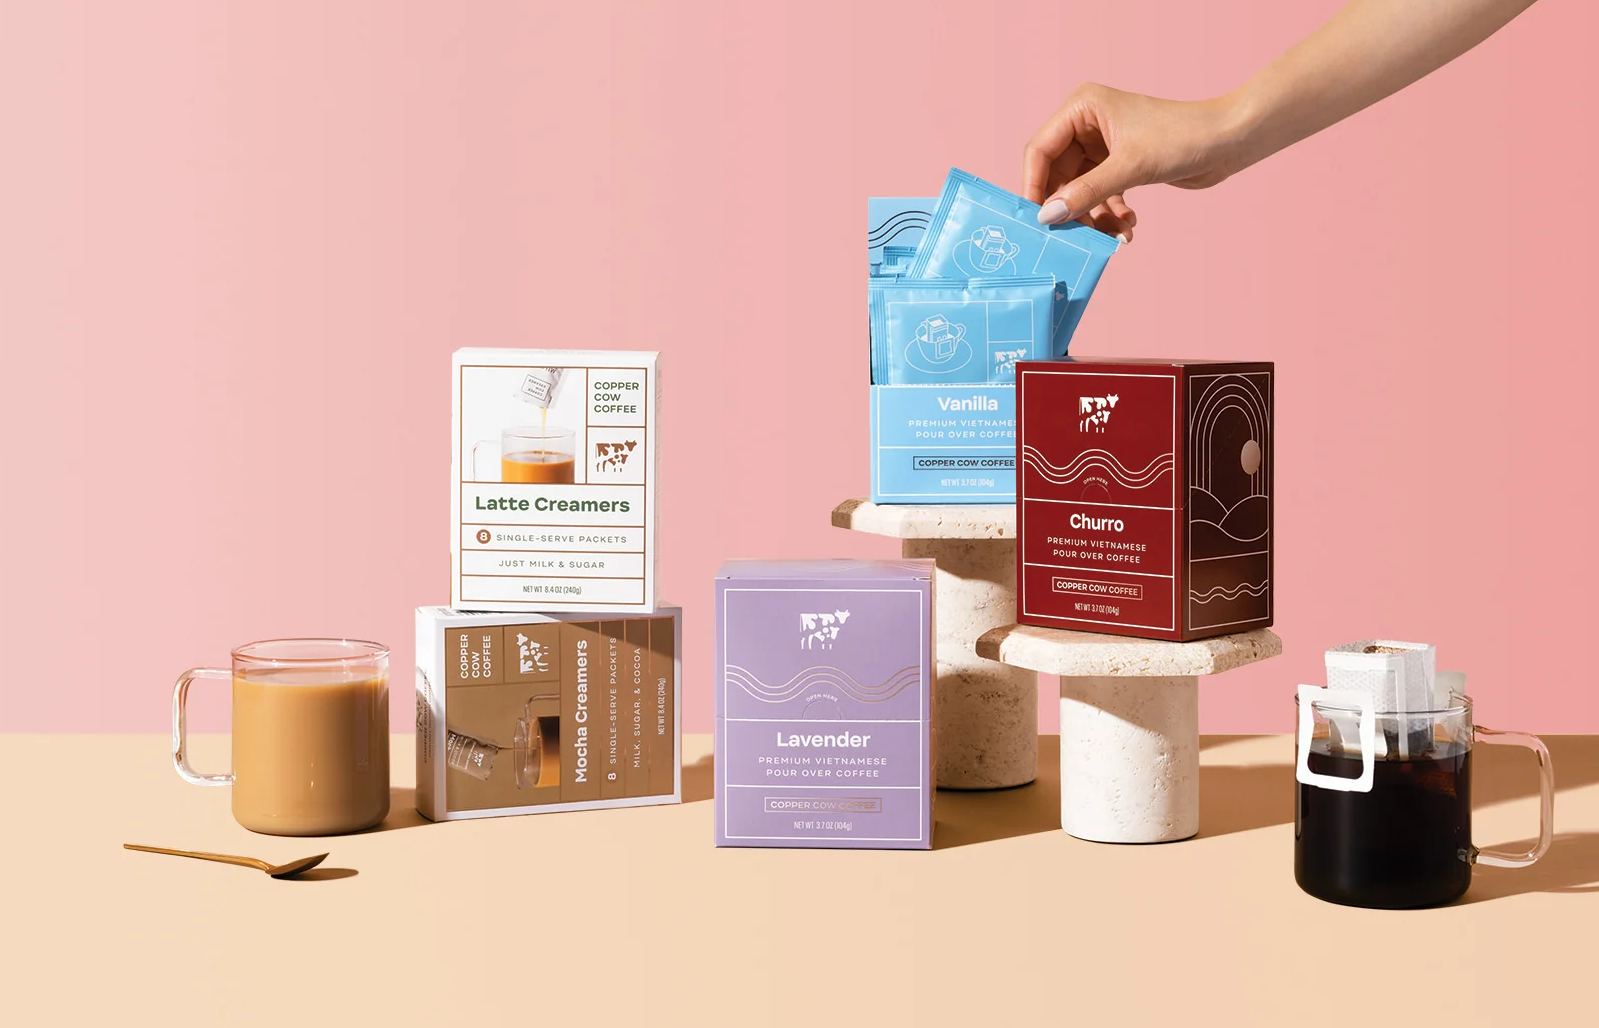 COPPER
COW
COFFEE
Latte Creamers
8 SINGLE-SERVE PACKETS
JUST MILK & SUGAR
NET WT 8.4 OZ (240g)
COPPER
COW
COFFEE
Mocha Creamers
8 SINGLE-SERVE PACKETS
MILK, SUGAR, & COCOA
NET WT 8.4 OZ (240g)
OPEN HERE
Lavender
PREMIUM VIETNAMESE
POUR OVER COFFEE
COPPER COW COFFEE
NET WT 3.7 OZ (104g)
Vanilla
PREMIUM VIETNAMES
POUR OVER COFFEE
COPPER COW COFFEE
NET WT 3.7 OZ (104g)
OPEN HERE
Churro
PREMIUM VIETNAMESE
POUR OVER COFFEE
COPPER COW COFFEE
NET WT 3.7 OZ (104g)